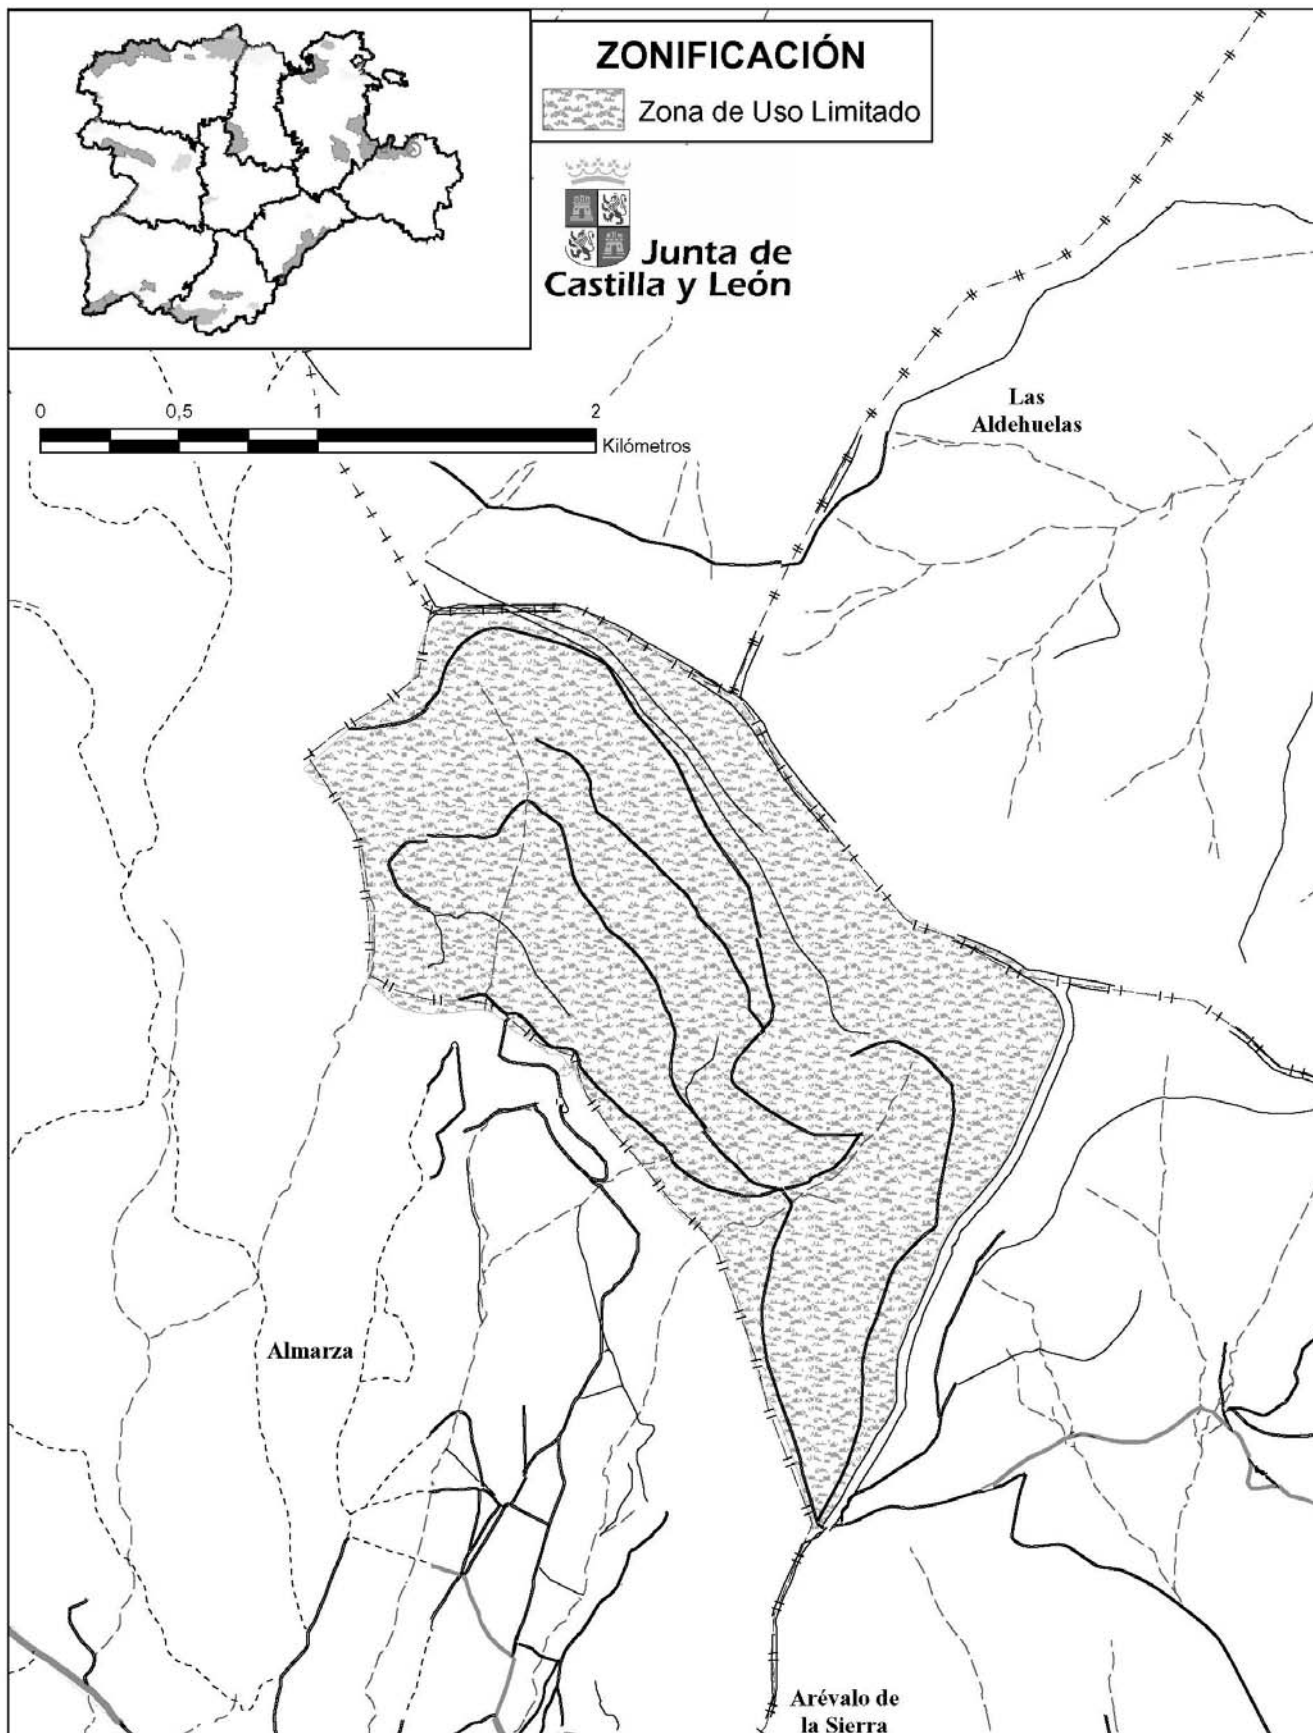 ZONIFICACIÓN
Zona de Uso Limitado
Junta de
Castilla y León
0 0,5 1 2
Kilómetros
Las
Aldehuelas
Almarza
Arévalo de
la Sierra